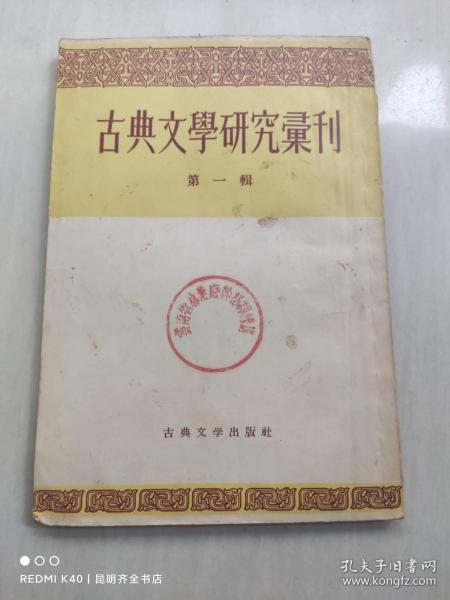 古典文學研究彙刊
第一輯
古典文学出版社
REDMI K40 | 昆明齐全书店
孔夫子旧书网
www.kongfz.com